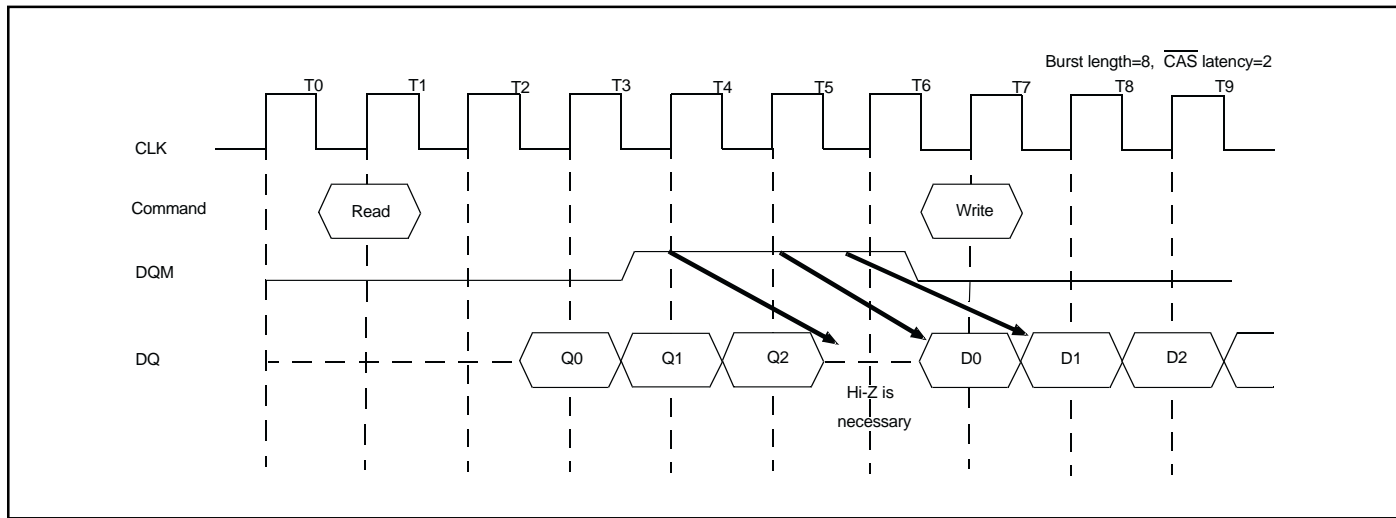 Burst length=8, CAS latency=2
T0 T1 T2 T3 T4 T5 T6 T7 T8 T9
CLK
Command Read Write
DQM
DQ Q0 Q1 Q2 D0 D1 D2
Hi-Z is
necessary